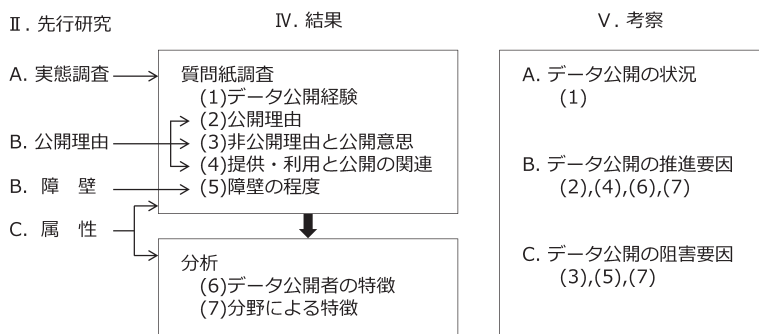 Ⅱ. 先行研究
A. 実態調査
B. 公開理由
B. 障 壁
C. 属 性
Ⅳ. 結果
質問紙調査
(1)データ公開経験
(2)公開理由
(3)非公開理由と公開意思
(4)提供・利用と公開の関連
(5)障壁の程度
分析
(6)データ公開者の特徴
(7)分野による特徴
Ⅴ. 考察
A. データ公開の状況
(1)
B. データ公開の推進要因
(2),(4),(6),(7)
C. データ公開の阻害要因
(3),(5),(7)